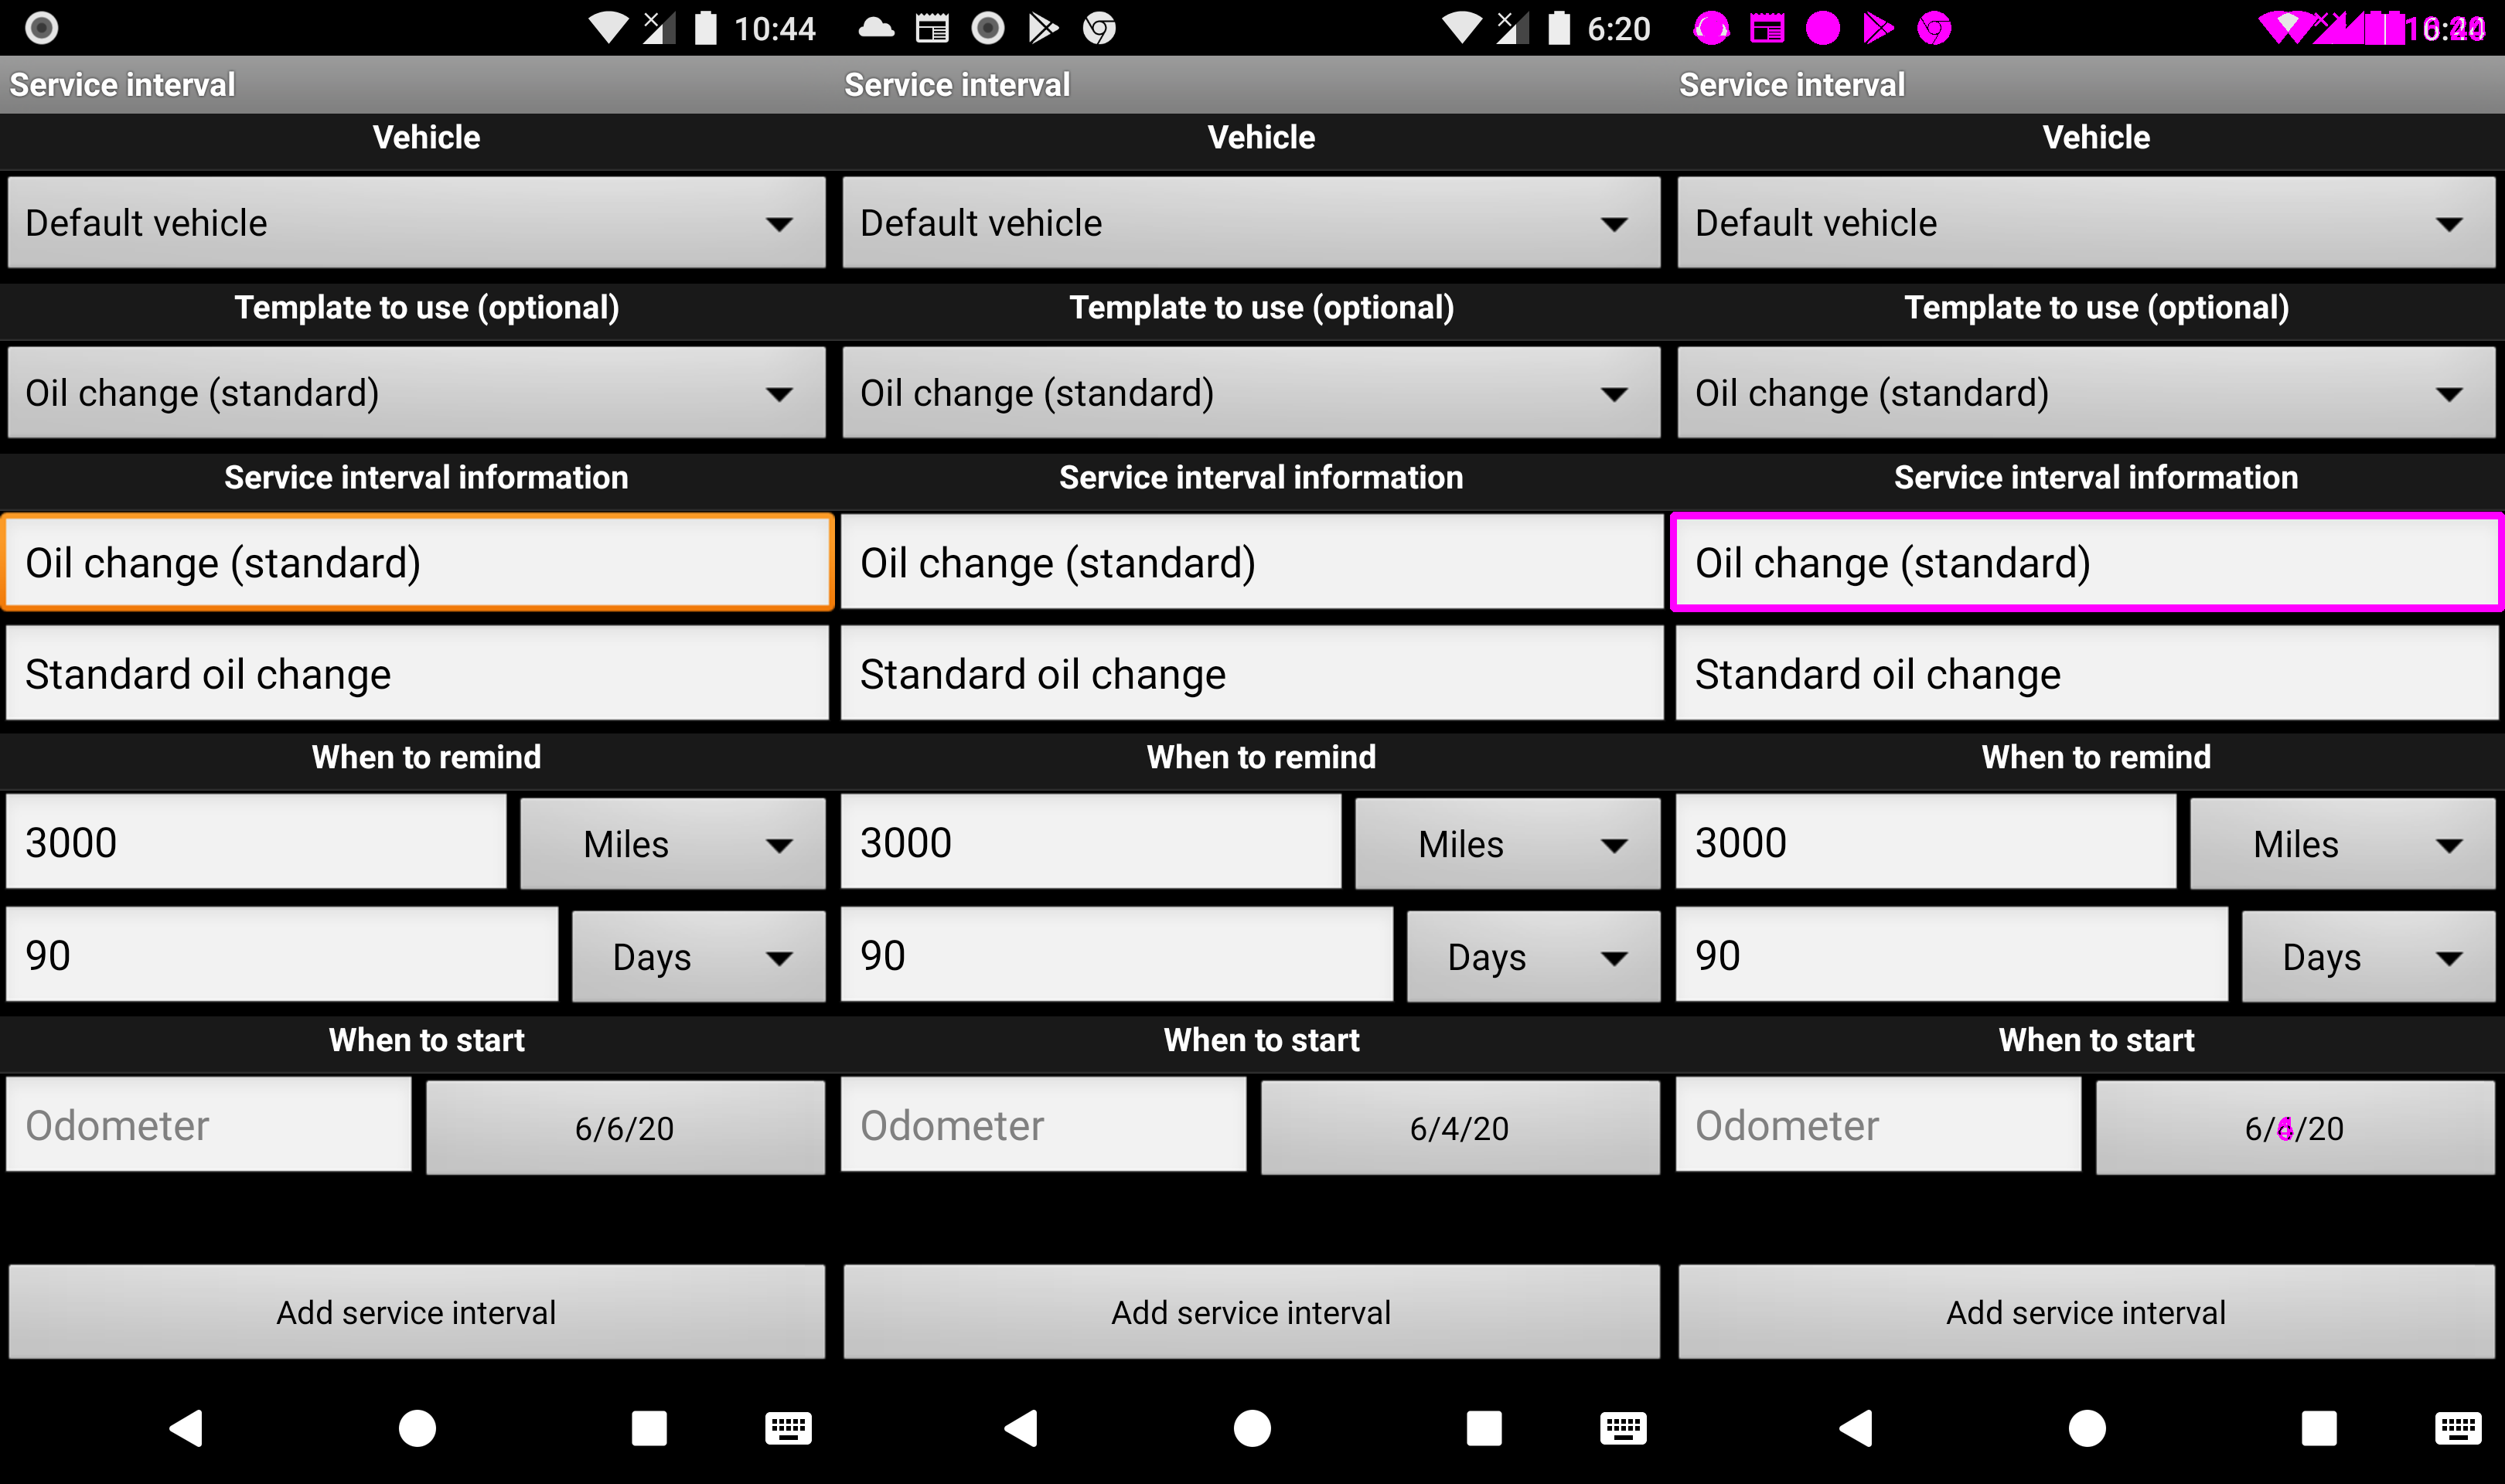 10:44 6:20
Service interval Service interval Service interval
Vehicle Vehicle Vehicle
Default vehicle Default vehicle Default vehicle
Template to use (optional) Template to use (optional) Template to use (optional)
Oil change (standard) Oil change (standard) Oil change (standard)
Service interval information Service interval information Service interval information
Oil change (standard) Oil change (standard) Oil change (standard)
Standard oil change Standard oil change Standard oil change
When to remind When to remind When to remind
3000 Miles 3000 Miles 3000 Miles
90 Days 90 Days 90 Days
When to start When to start When to start
Odometer 6/6/20 Odometer 6/4/20 Odometer
Add service interval Add service interval Add service interval